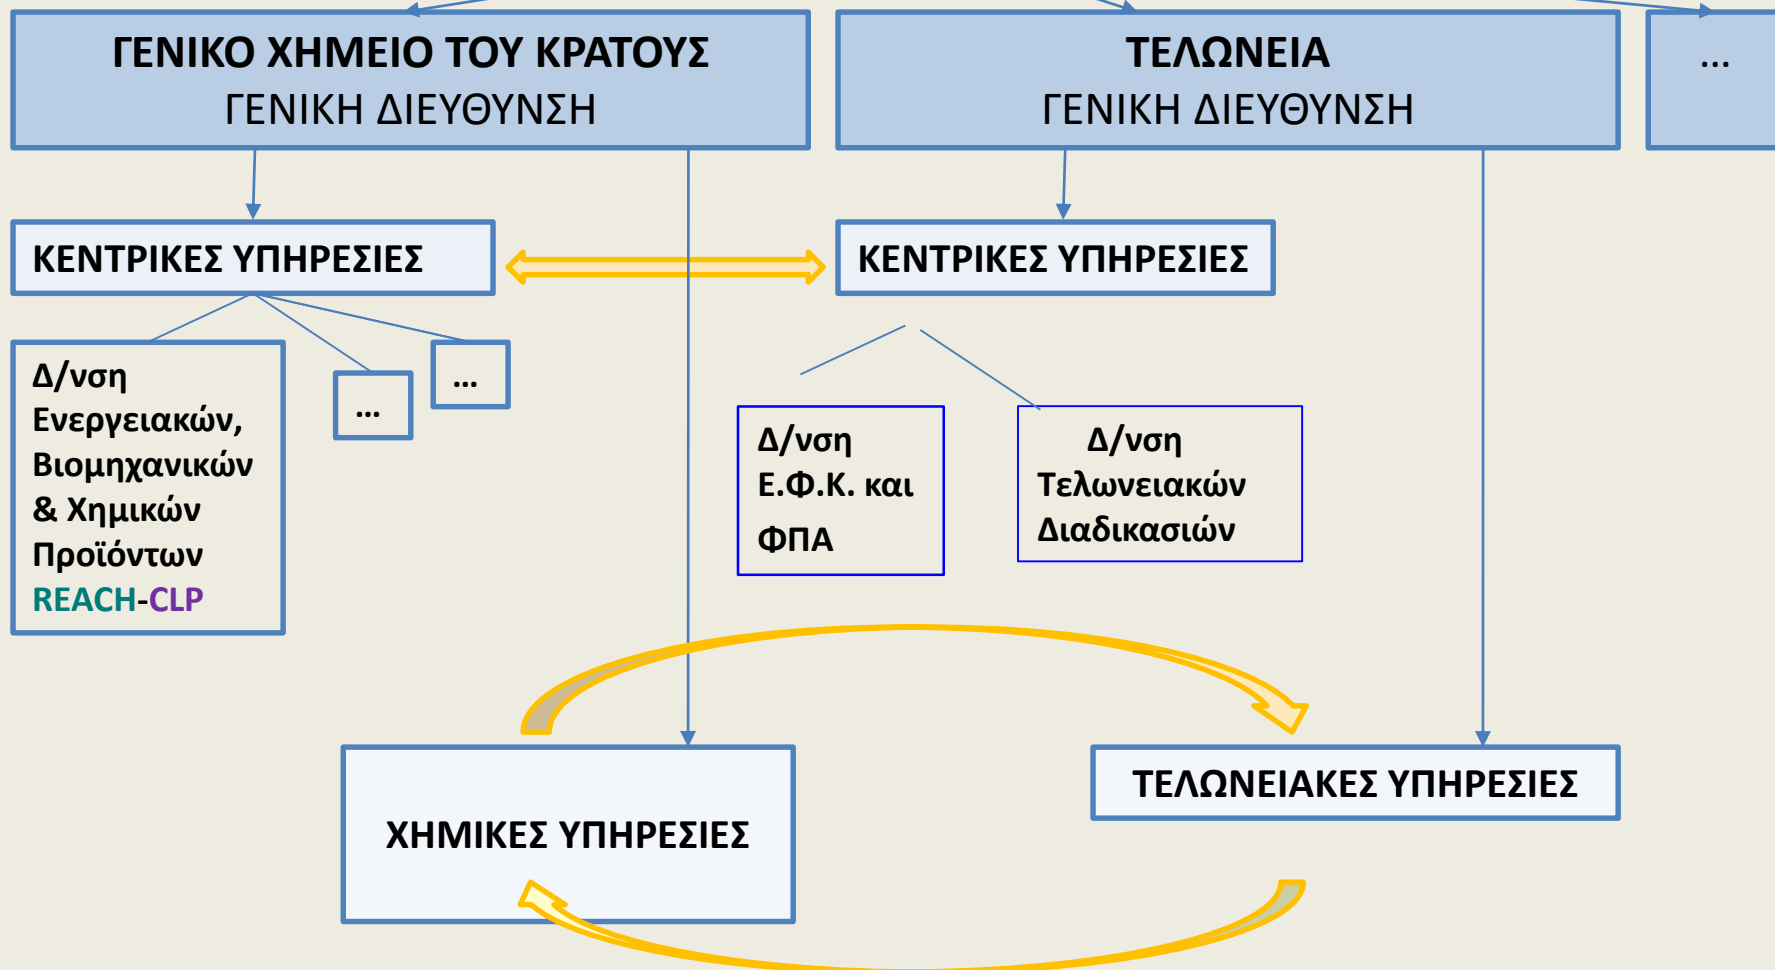 ΓΕΝΙΚΟ ΧΗΜΕΙΟ ΤΟΥ ΚΡΑΤΟΥΣ
ΓΕΝΙΚΗ ΔΙΕΥΘΥΝΣΗ
ΤΕΛΩΝΕΙΑ
ΓΕΝΙΚΗ ΔΙΕΥΘΥΝΣΗ
...
ΚΕΝΤΡΙΚΕΣ ΥΠΗΡΕΣΙΕΣ
ΚΕΝΤΡΙΚΕΣ ΥΠΗΡΕΣΙΕΣ
Δ/νση
Ενεργειακών,
Βιομηχανικών
& Χημικών
Προϊόντων
REACH-CLP
...
...
Δ/νση
Ε.Φ.Κ. και
ΦΠΑ
Δ/νση
Τελωνειακών
Διαδικασιών
ΧΗΜΙΚΕΣ ΥΠΗΡΕΣΙΕΣ
ΤΕΛΩΝΕΙΑΚΕΣ ΥΠΗΡΕΣΙΕΣ